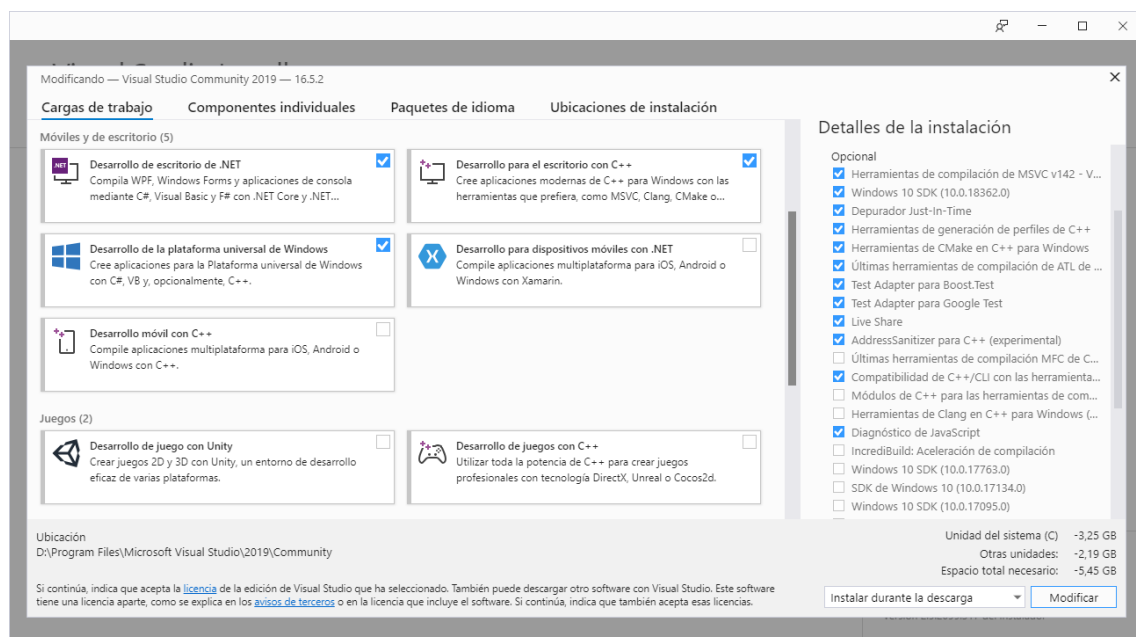 Modificando — Visual Studio Community 2019 — 16.5.2
Cargas de trabajo
Componentes individuales
Paquetes de idioma
Ubicaciones de instalación
Móviles y de escritorio (5)
Desarrollo de escritorio de .NET
Compila WPF, Windows Forms y aplicaciones de consola
mediante C#, Visual Basic y F# con .NET Core y .NET...
Desarrollo para el escritorio con C++
Cree aplicaciones modernas de C++ para Windows con las
herramientas que prefiera, como MSVC, Clang, CMake o...
Desarrollo de la plataforma universal de Windows
Cree aplicaciones para la Plataforma universal de Windows
con C#, VB y, opcionalmente, C++.
Desarrollo para dispositivos móviles con .NET
Compile aplicaciones multiplataforma para iOS, Android o
Windows con Xamarin.
Desarrollo móvil con C++
Compile aplicaciones multiplataforma para iOS, Android o
Windows con C++.
Juegos (2)
Desarrollo de juego con Unity
Crear juegos 2D y 3D con Unity, un entorno de desarrollo
eficaz de varias plataformas.
Desarrollo de juegos con C++
Utilizar toda la potencia de C++ para crear juegos
profesionales con tecnología DirectX, Unreal o Cocos2d.
Detalles de la instalación
Opcional
Herramientas de compilación de MSVC v142 - V...
Windows 10 SDK (10.0.18362.0)
Depurador Just-In-Time
Herramientas de generación de perfiles de C++
Herramientas de CMake en C++ para Windows
Últimas herramientas de compilación de ATL de ...
Test Adapter para Boost.Test
Test Adapter para Google Test
Live Share
AddressSanitizer para C++ (experimental)
Últimas herramientas de compilación MFC de C...
Compatibilidad de C++/CLI con las herramienta...
Módulos de C++ para las herramientas de com...
Herramientas de Clang en C++ para Windows (...
Diagnóstico de JavaScript
IncrediBuild: Aceleración de compilación
Windows 10 SDK (10.0.17763.0)
SDK de Windows 10 (10.0.17134.0)
Windows 10 SDK (10.0.17095.0)
Ubicación
D:\Program Files\Microsoft Visual Studio\2019\Community
Si continúa, indica que acepta la licencia de la edición de Visual Studio que ha seleccionado. También puede descargar otro software con Visual Studio. Este software
tiene una licencia aparte, como se explica en los avisos de terceros o en la licencia que incluye el software. Si continúa, indica que también acepta esas licencias.
Unidad del sistema (C) -3,25 GB
Otras unidades: -2,19 GB
Espacio total necesario: -5,45 GB
Instalar durante la descarga
Modificar